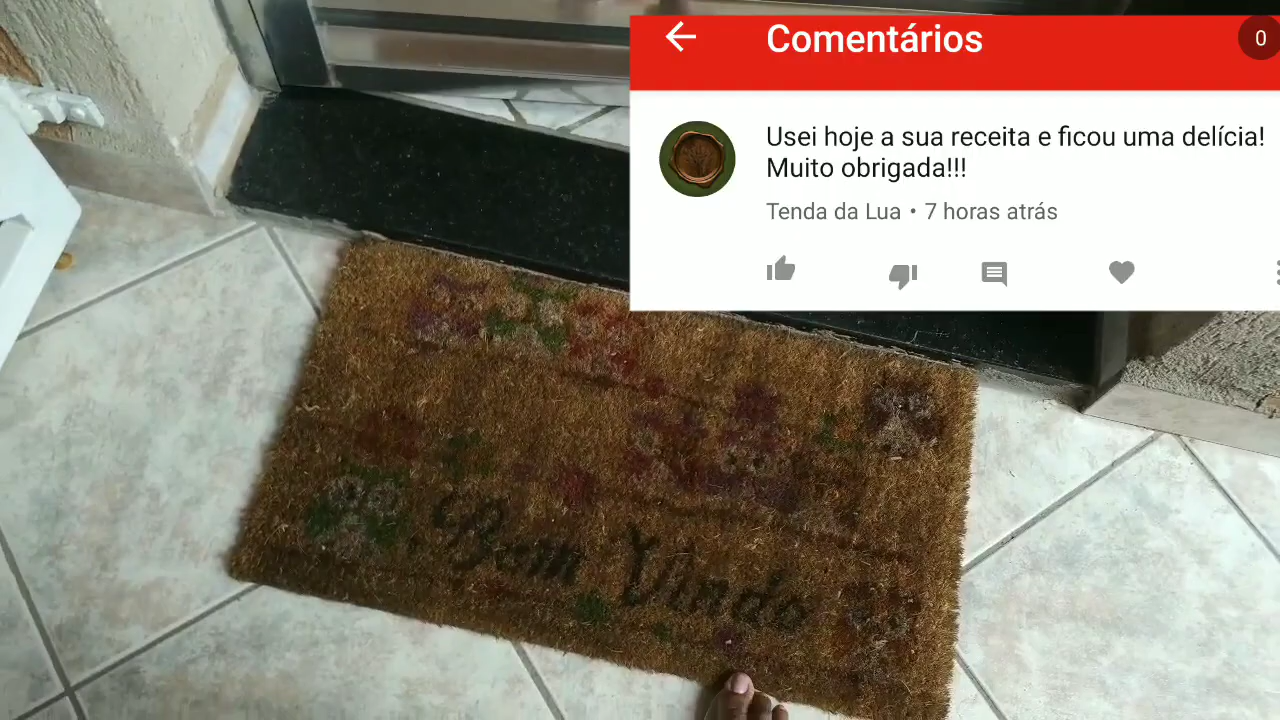 Comentários
0
Usei hoje a sua receita e ficou uma delícia!
Muito obrigada!!!
Tenda da Lua • 7 horas atrás
Bem Vindo